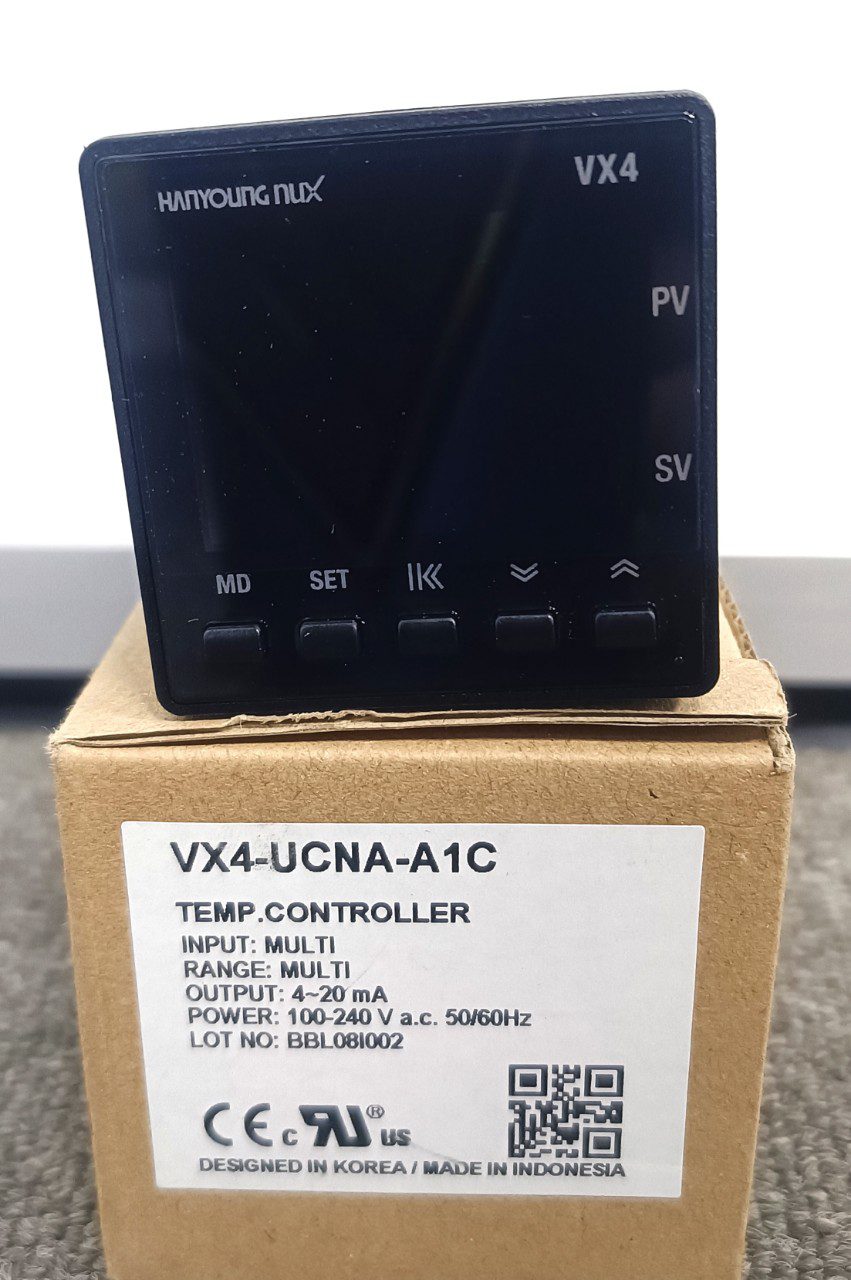 HANYOUNG NUX
VX4
PV
SV
MD SET
VX4-UCNA-A1C
TEMP.CONTROLLER
INPUT: MULTI
RANGE: MULTI
OUTPUT: 4~20 mA
POWER: 100-240 V a.c. 50/60Hz
LOT NO: BBL08I002
CE c RU® US
DESIGNED IN KOREA / MADE IN INDONESIA